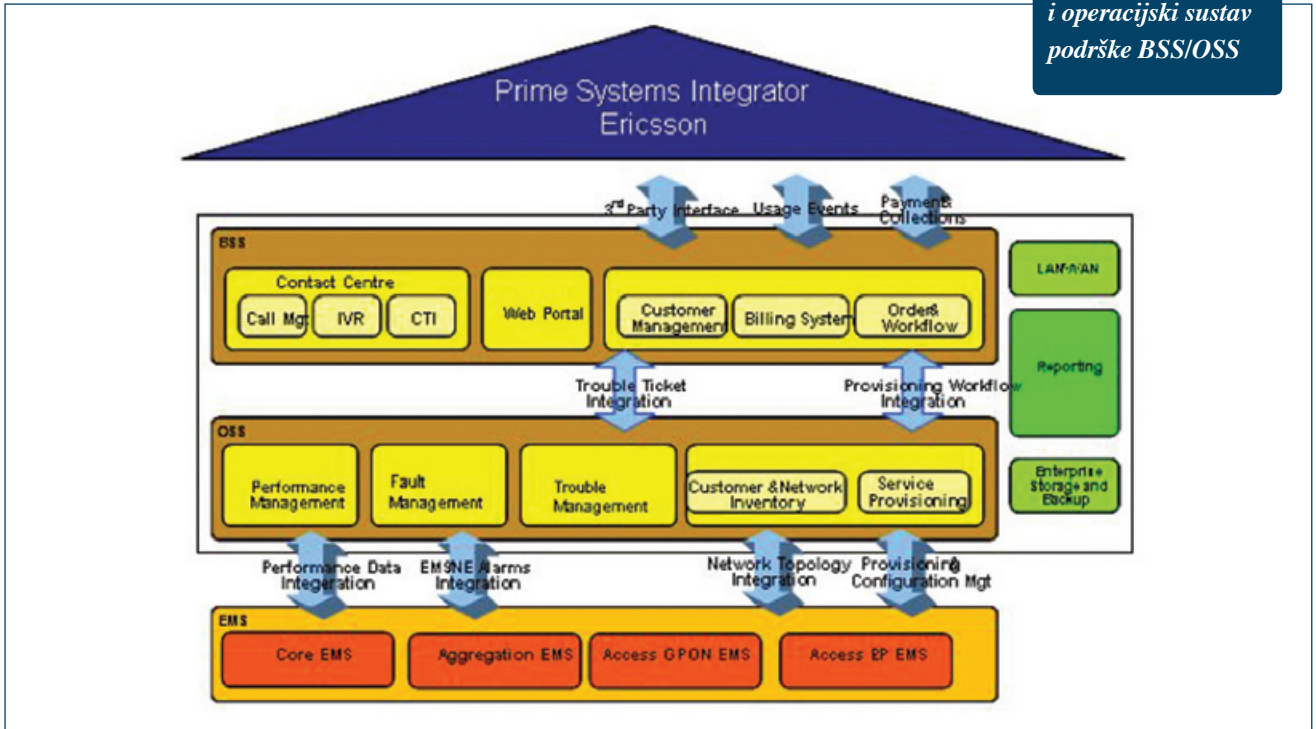 i operacijski sustav
podrške BSS/OSS
Prime Systems Integrator
Ericsson
3rd Party Interface
Usage Events
Payment&
Collections
BSS
Contact Centre
Call Mgt
IVR
CTI
Web Portal
Customer
Management
Billing System
Order&
Workflow
LAN/WAN
Reporting
Trouble Ticket
Integration
Provisioning Workflow
Integration
OSS
Performance
Management
Fault
Management
Trouble
Management
Customer &Network
Inventory
Service
Provisioning
Enterprise
Storage and
Backup
Performance Data
Integeration
EMS/NE Alarms
Integration
Network Topology
Integration
Provisioning&
Configuration Mgt
EMS
Core EMS
Aggregation EMS
Access GPON EMS
Access EMS